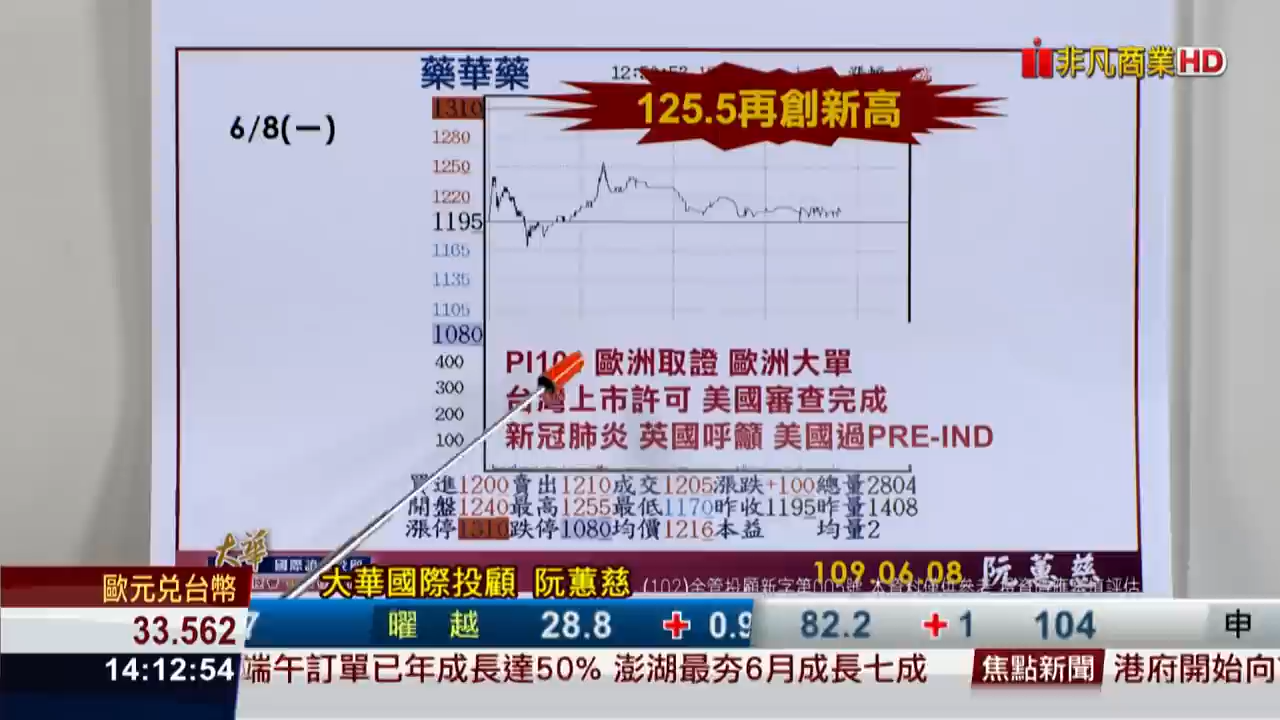 非凡商業HD
藥華藥
125.5再創新高
6/8(一)
1310
1280
1250
1220
1195
1165
1135
1105
1080
400
300
200
100
歐洲取證 歐洲大單
台灣上市許可 美國審查完成
新冠肺炎 英國呼籲 美國過PRE-IND
買進1200賣出1210成交1205漲跌+100總量2804
開盤1240最高1255最低1170昨收1195昨量1408
漲停1310跌停1080均價1216本益 均量2
大華
109.06.08 阮蕙慈
大華國際投顧 阮蕙慈
歐元兌台幣
33.562
14:12:54
7 曜越 28.8 + 0.9 82.2 + 1 104 申
端午訂單已年成長達50% 澎湖最夯6月成長七成 焦點新聞 港府開始向